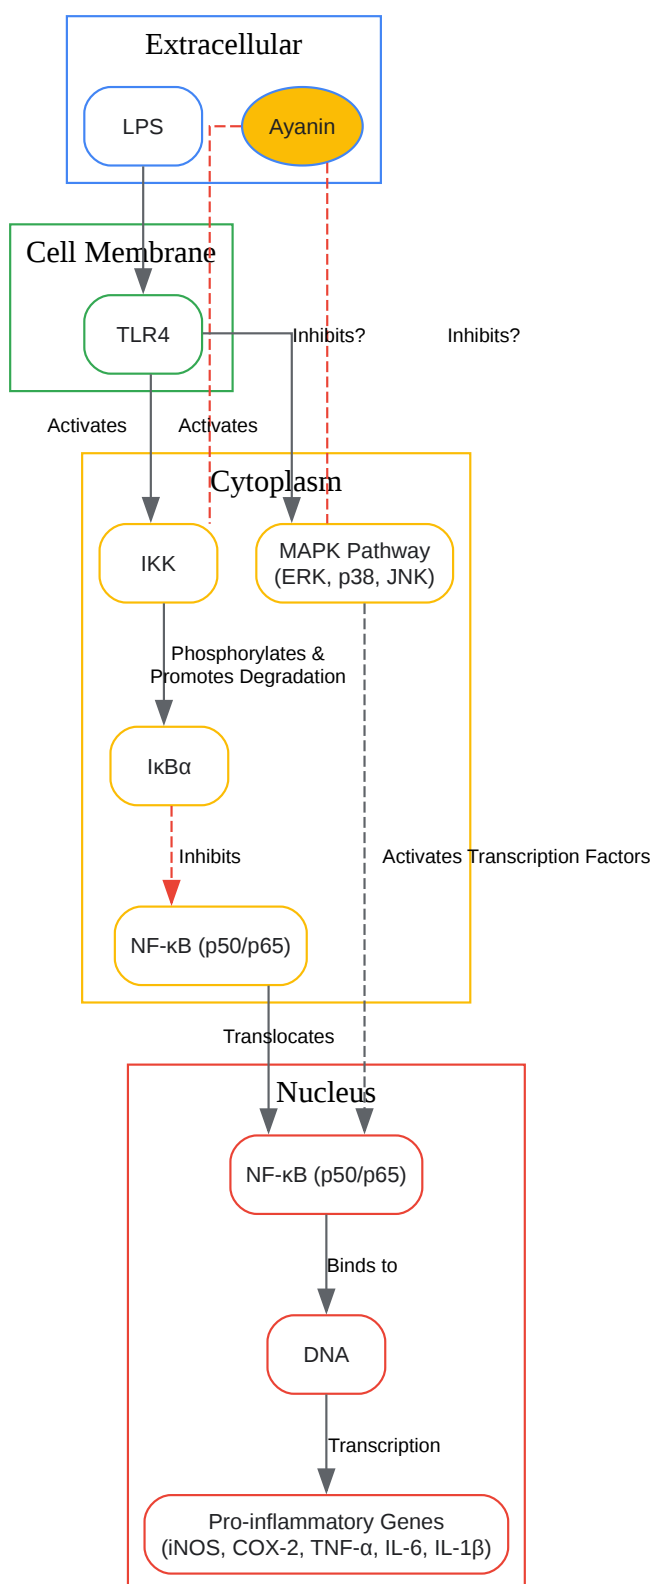 Extracellular
LPS
Ayanin
Cell Membrane
TLR4
Inhibits?
Inhibits?
Activates
Activates
Cytoplasm
IKK
MAPK Pathway
(ERK, p38, JNK)
Phosphorylates &
Promotes Degradation
IκBα
Inhibits
Activates Transcription Factors
NF-κB (p50/p65)
Translocates
Nucleus
NF-κB (p50/p65)
Binds to
DNA
Transcription
Pro-inflammatory Genes
(iNOS, COX-2, TNF-α, IL-6, IL-1β)